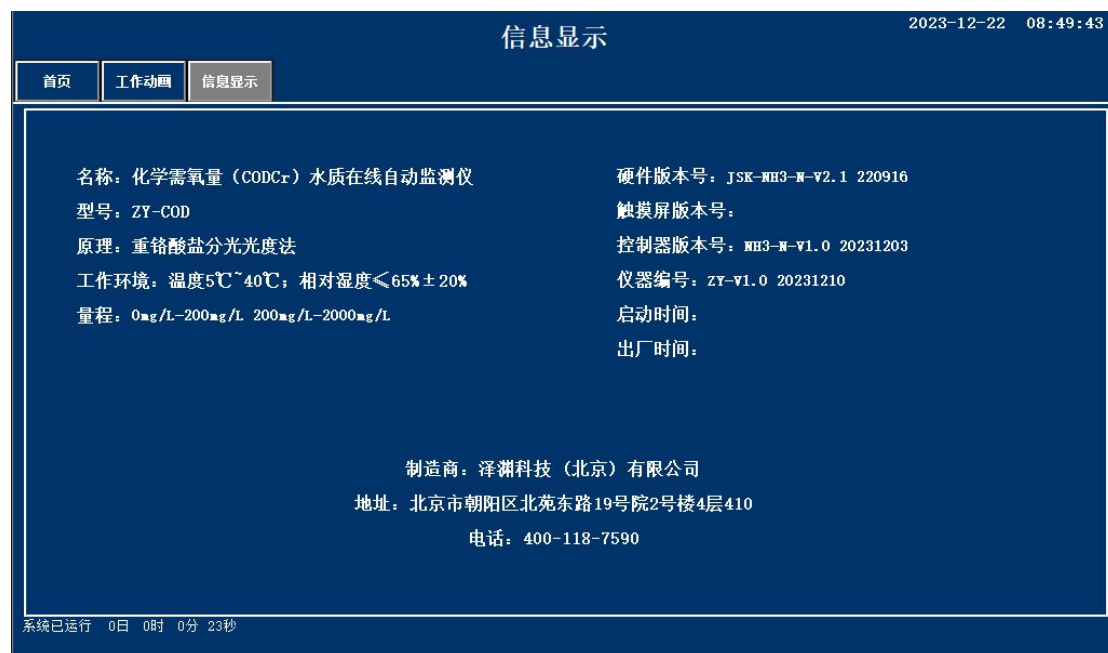 信息显示
2023-12-22 08:49:43
首页 工作动画 信息显示
名称：化学需氧量（CODCr）水质在线自动监测仪
型号：ZY-COD
原理：重铬酸盐分光光度法
工作环境：温度5℃~40℃；相对湿度≤65%±20%
量程：0mg/L-200mg/L 200mg/L-2000mg/L
硬件版本号：JSK-NH3-N-V2.1 220916
触摸屏版本号：
控制器版本号：NH3-N-V1.0 20231203
仪器编号：ZY-V1.0 20231210
启动时间：
出厂时间：
制造商：泽渊科技（北京）有限公司
地址：北京市朝阳区北苑东路19号院2号楼4层410
电话：400-118-7590
系统已运行 0日 0时 0分 23秒